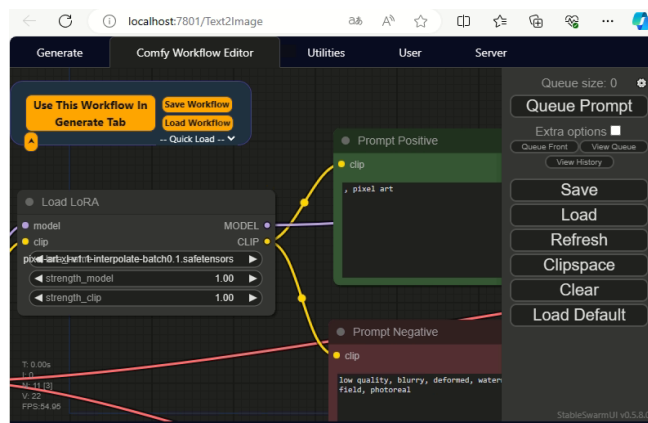 localhost:7801/Text2Image
Generate
Comfy Workflow Editor
Utilities
User
Server
Use This Workflow In
Generate Tab
Save Workflow
Load Workflow
-- Quick Load --
Queue size: 0
Queue Prompt
Extra options
Queue Front
View Queue
View History
Save
Load
Refresh
Clipspace
Clear
Load Default
Prompt Positive
clip
, pixel art
Load LoRA
model
MODEL
clip
CLIP
t-interpolate-batch0.1.safetensors
strength_model
1.00
strength_clip
1.00
Prompt Negative
clip
low quality, blurry, deformed,
field, photoreal
T: 0.00s
I: 0
N: 11 [3]
V: 22
FPS:54.95
StableSwarmUI v0.5.8